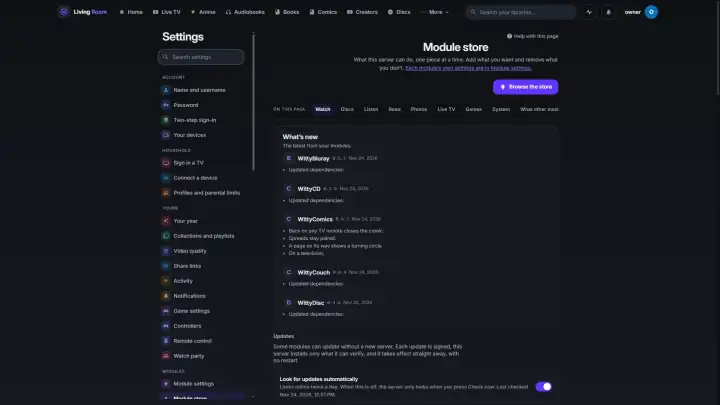 Living Room
Home
Live TV
Anime
Audiobooks
Books
Comics
Creators
Discs
More
Search your libraries...
owner
O
Settings
Search settings
ACCOUNT
Name and username
Password
Two-step sign-in
Your devices
HOUSEHOLD
Sign in a TV
Connect a device
Profiles and parental limits
YOURS
Your year
Collections and playlists
Video quality
Share links
Activity
Notifications
Game settings
Controllers
Remote control
Watch party
MODULES
Module settings
Module store
Help with this page
Module store
What this server can do, one piece at a time. Add what you want and remove what
you don't. Each module's own settings are in Module settings.
Browse the store
ON THIS PAGE
Watch
Discs
Listen
Read
Photos
Live TV
Games
System
What other mod
What's new
The latest from your modules.
B WittyBluray Nov 24, 2026
• Updated dependencies:
C WittyCD Nov 24, 2026
• Updated dependencies:
C WittyComics Nov 24, 2026
• Back on any TV remote closes the comic.
• Spreads stay paired.
• A page on its way shows a turning circle.
• On a television,
C WittyCouch Nov 24, 2026
• Updated dependencies:
D WittyDisc Nov 24, 2026
• Updated dependencies:
Updates
Some modules can update without a new server. Each update is signed, this
server installs only what it can verify, and it takes effect straight away, with
no restart.
Look for updates automatically
Looks online twice a day. When this is off, the server only looks when you press Check now. Last checked
Nov 24, 2026,